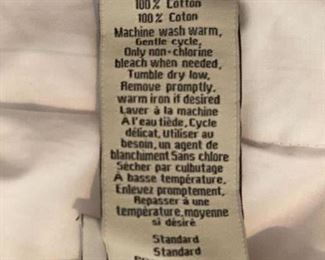 100% Cotton
100% Coton
Machine wash warm,
Gentle cycle,
Only non-chlorine
bleach when needed,
Tumble dry low,
Remove promptly.
warm iron if desired
Laver à la machine
A l'eau tiède, Cycle
délicat, Utiliser au
besoin, un agent de
blanchiment Sans chlore
Sècher par culbutage
A basse température,
Enlevez promptement,
Repasser à une
température, moyenne
si désiré
Standard
Standard